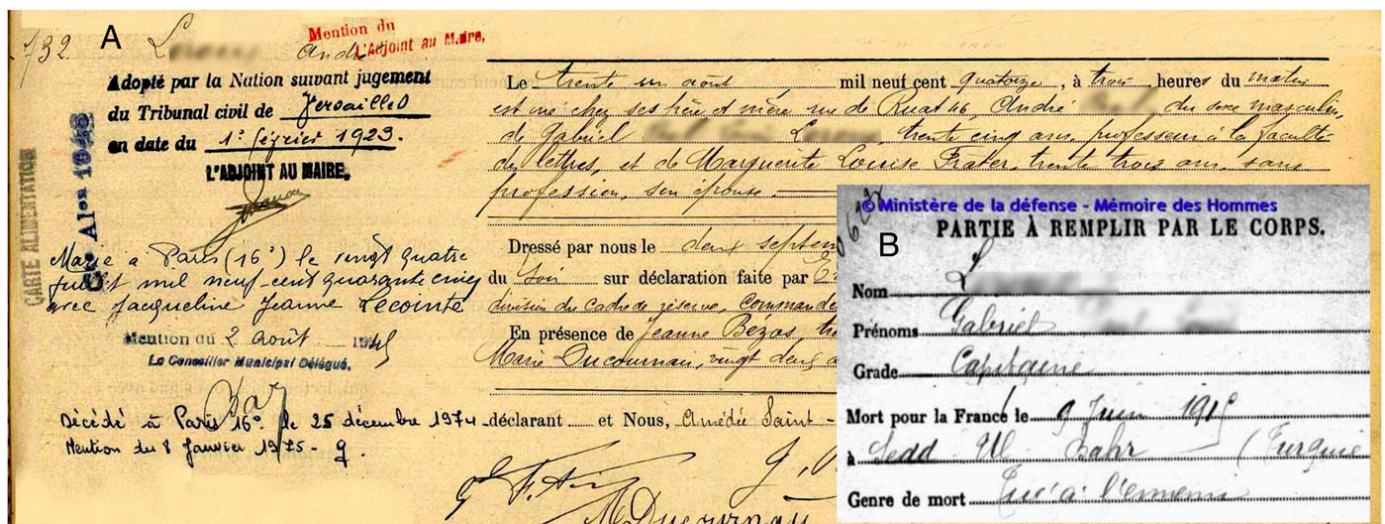 732 A
André
Mention du
L'Adjoint au Maire,
Adopté par la Nation suivant jugement
du Tribunal civil de Versailles
en date du 1er février 1923.
L'ADJOINT AU MAIRE,
CARTE ALIMENTATION
Marié à Paris (16e) le vingt quatre
juillet mil neuf cent quarante cinq
avec Jacqueline Jeanne Lecointe
Mention du 2 Août 1945
Le Conseiller Municipal Délégué,
Décédé à Paris 16e. le 25 décembre 1974
Mention du 8 Janvier 1975 - g.
Le trente un août mil neuf cent quatorze, à trois heures du matin
est né chez ses père et mère rue de 46, André du sexe masculin,
de Gabriel trente cinq ans, professeur à la faculté
des lettres, et de Marguerite Louise trente trois ans, sans
profession, son épouse.
Dressé par nous le deux septem
du soir sur déclaration faite par
division du cadre de réserve, Commande
En présence de Jeanne Bézos,
Marie Ducournau, vingt deux a
déclarant et Nous, Amédée Saint-
M Ducournau
© Ministère de la défense - Mémoire des Hommes
B PARTIE À REMPLIR PAR LE CORPS.
Nom
Prénoms Gabriel
Grade Capitaine
Mort pour la France le 9 Juin 1915
à Sedd Ul Bahr (Turquie
Genre de mort Tué à l'ennemi